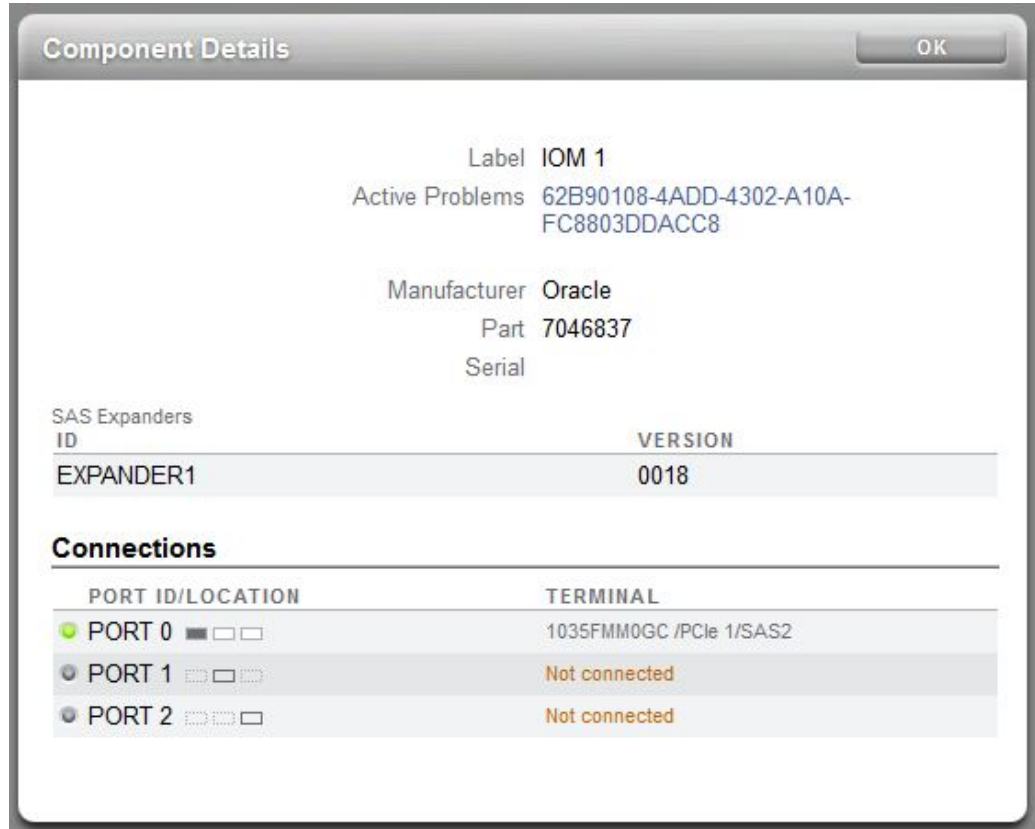 Component Details
OK
Label IOM 1
Active Problems 62B90108-4ADD-4302-A10A-
FC8803DDACC8
Manufacturer Oracle
Part 7046837
Serial
SAS Expanders
ID VERSION
EXPANDER1 0018
Connections
PORT ID/LOCATION TERMINAL
PORT 0 1035FMM0GC /PCIe 1/SAS2
PORT 1 Not connected
PORT 2 Not connected